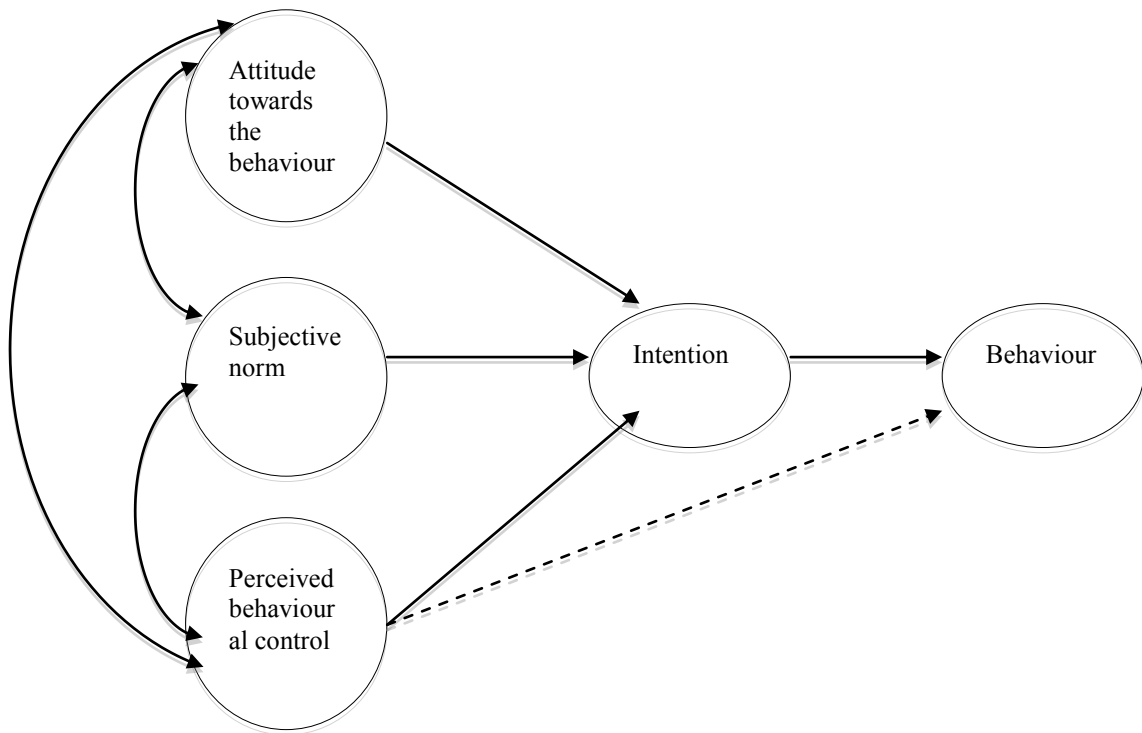 Attitude
towards
the
behaviour
Subjective
norm
Intention
Behaviour
Perceived
behaviour
al control